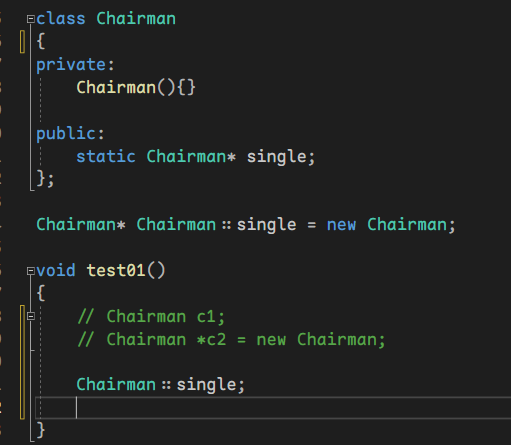 class Chairman
{
private:
    Chairman(){}

public:
    static Chairman* single;
};

Chairman* Chairman::single = new Chairman;

void test01()
{
    // Chairman c1;
    // Chairman *c2 = new Chairman;

    Chairman::single;

}